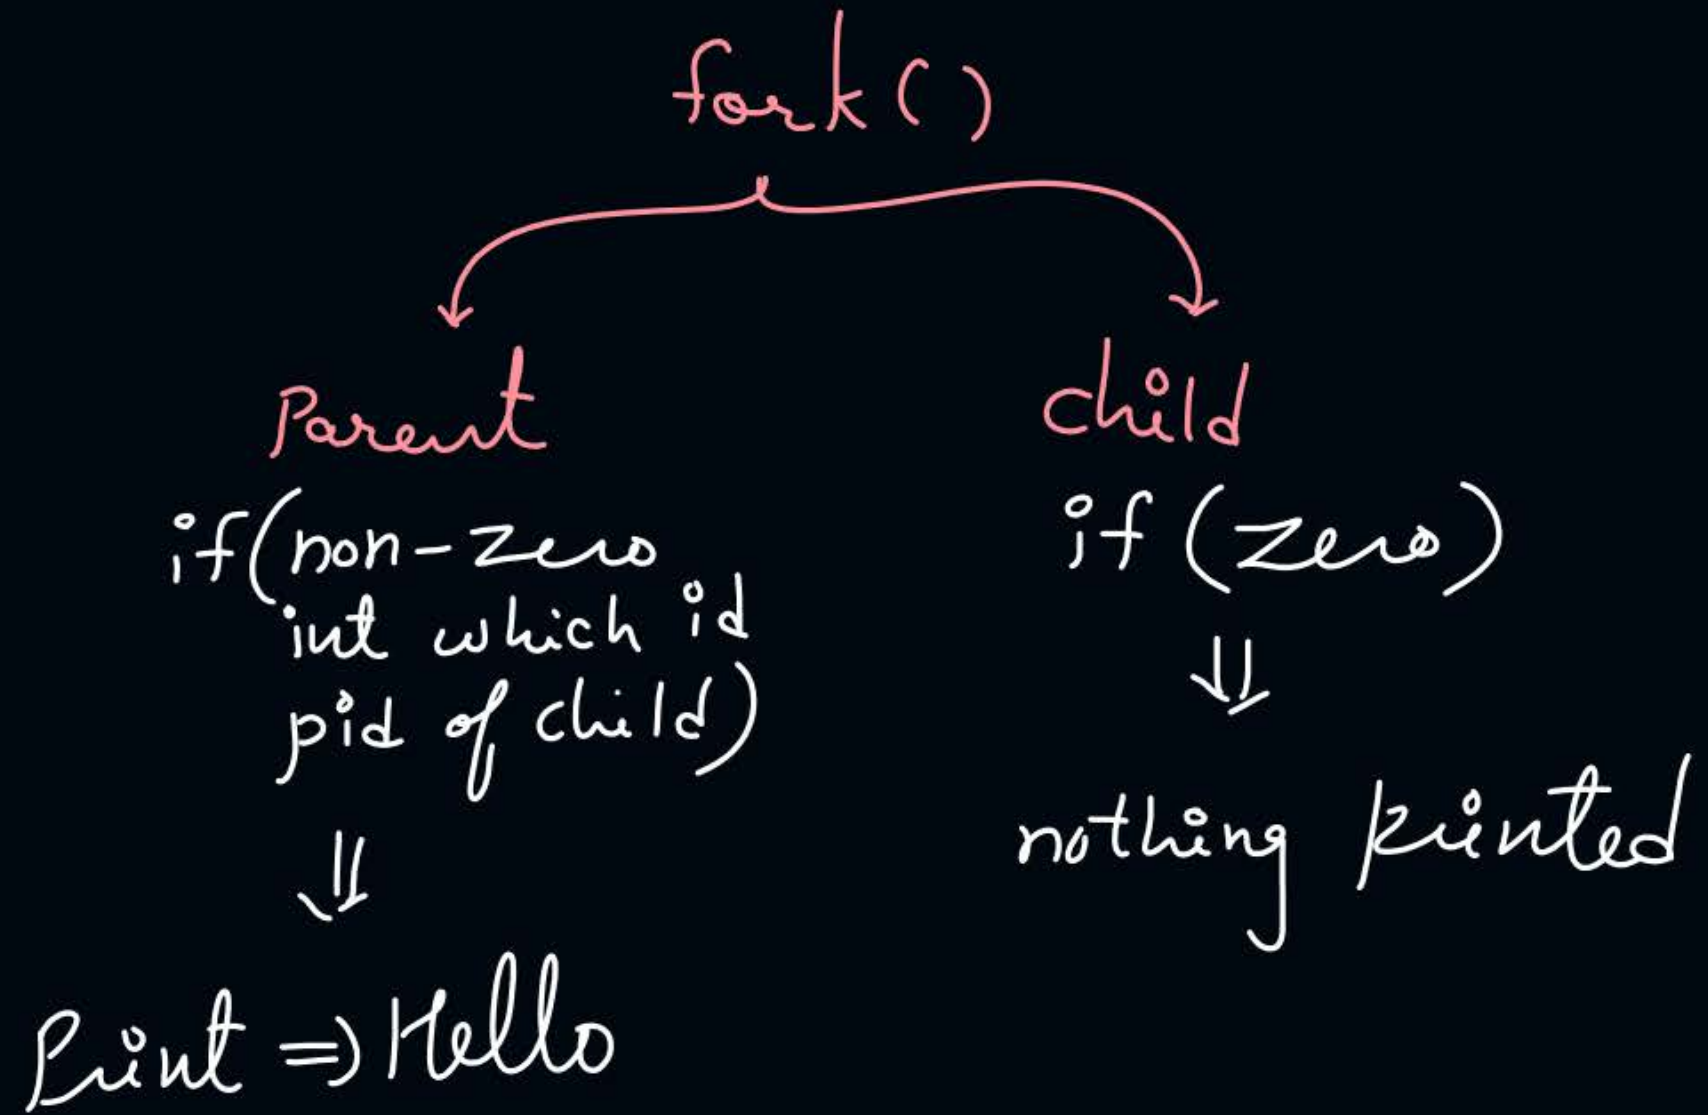 fork()
Parent
child
if(non-zero
int which id
pid of child)
if (zero)
⇓
nothing printed
⇓
Print => Hello